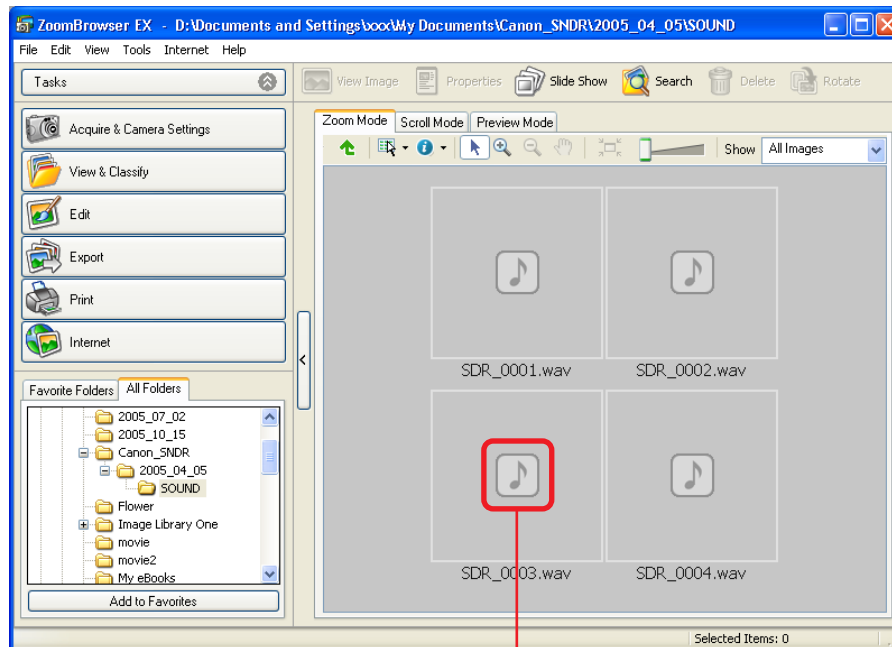 ZoomBrowser EX - D:\Documents and Settings\xxx\My Documents\Canon_SNDR\2005_04_05\SOUND
File Edit View Tools Internet Help
Tasks
View Image Properties Slide Show Search Delete Rotate
Acquire & Camera Settings
View & Classify
Edit
Export
Print
Internet
Zoom Mode Scroll Mode Preview Mode
Show All Images
SDR_0001.wav SDR_0002.wav
SDR_0003.wav SDR_0004.wav
Favorite Folders All Folders
2005_07_02
2005_10_15
Canon_SNDR
2005_04_05
SOUND
Flower
Image Library One
movie
movie2
My eBooks
Add to Favorites
Selected Items: 0